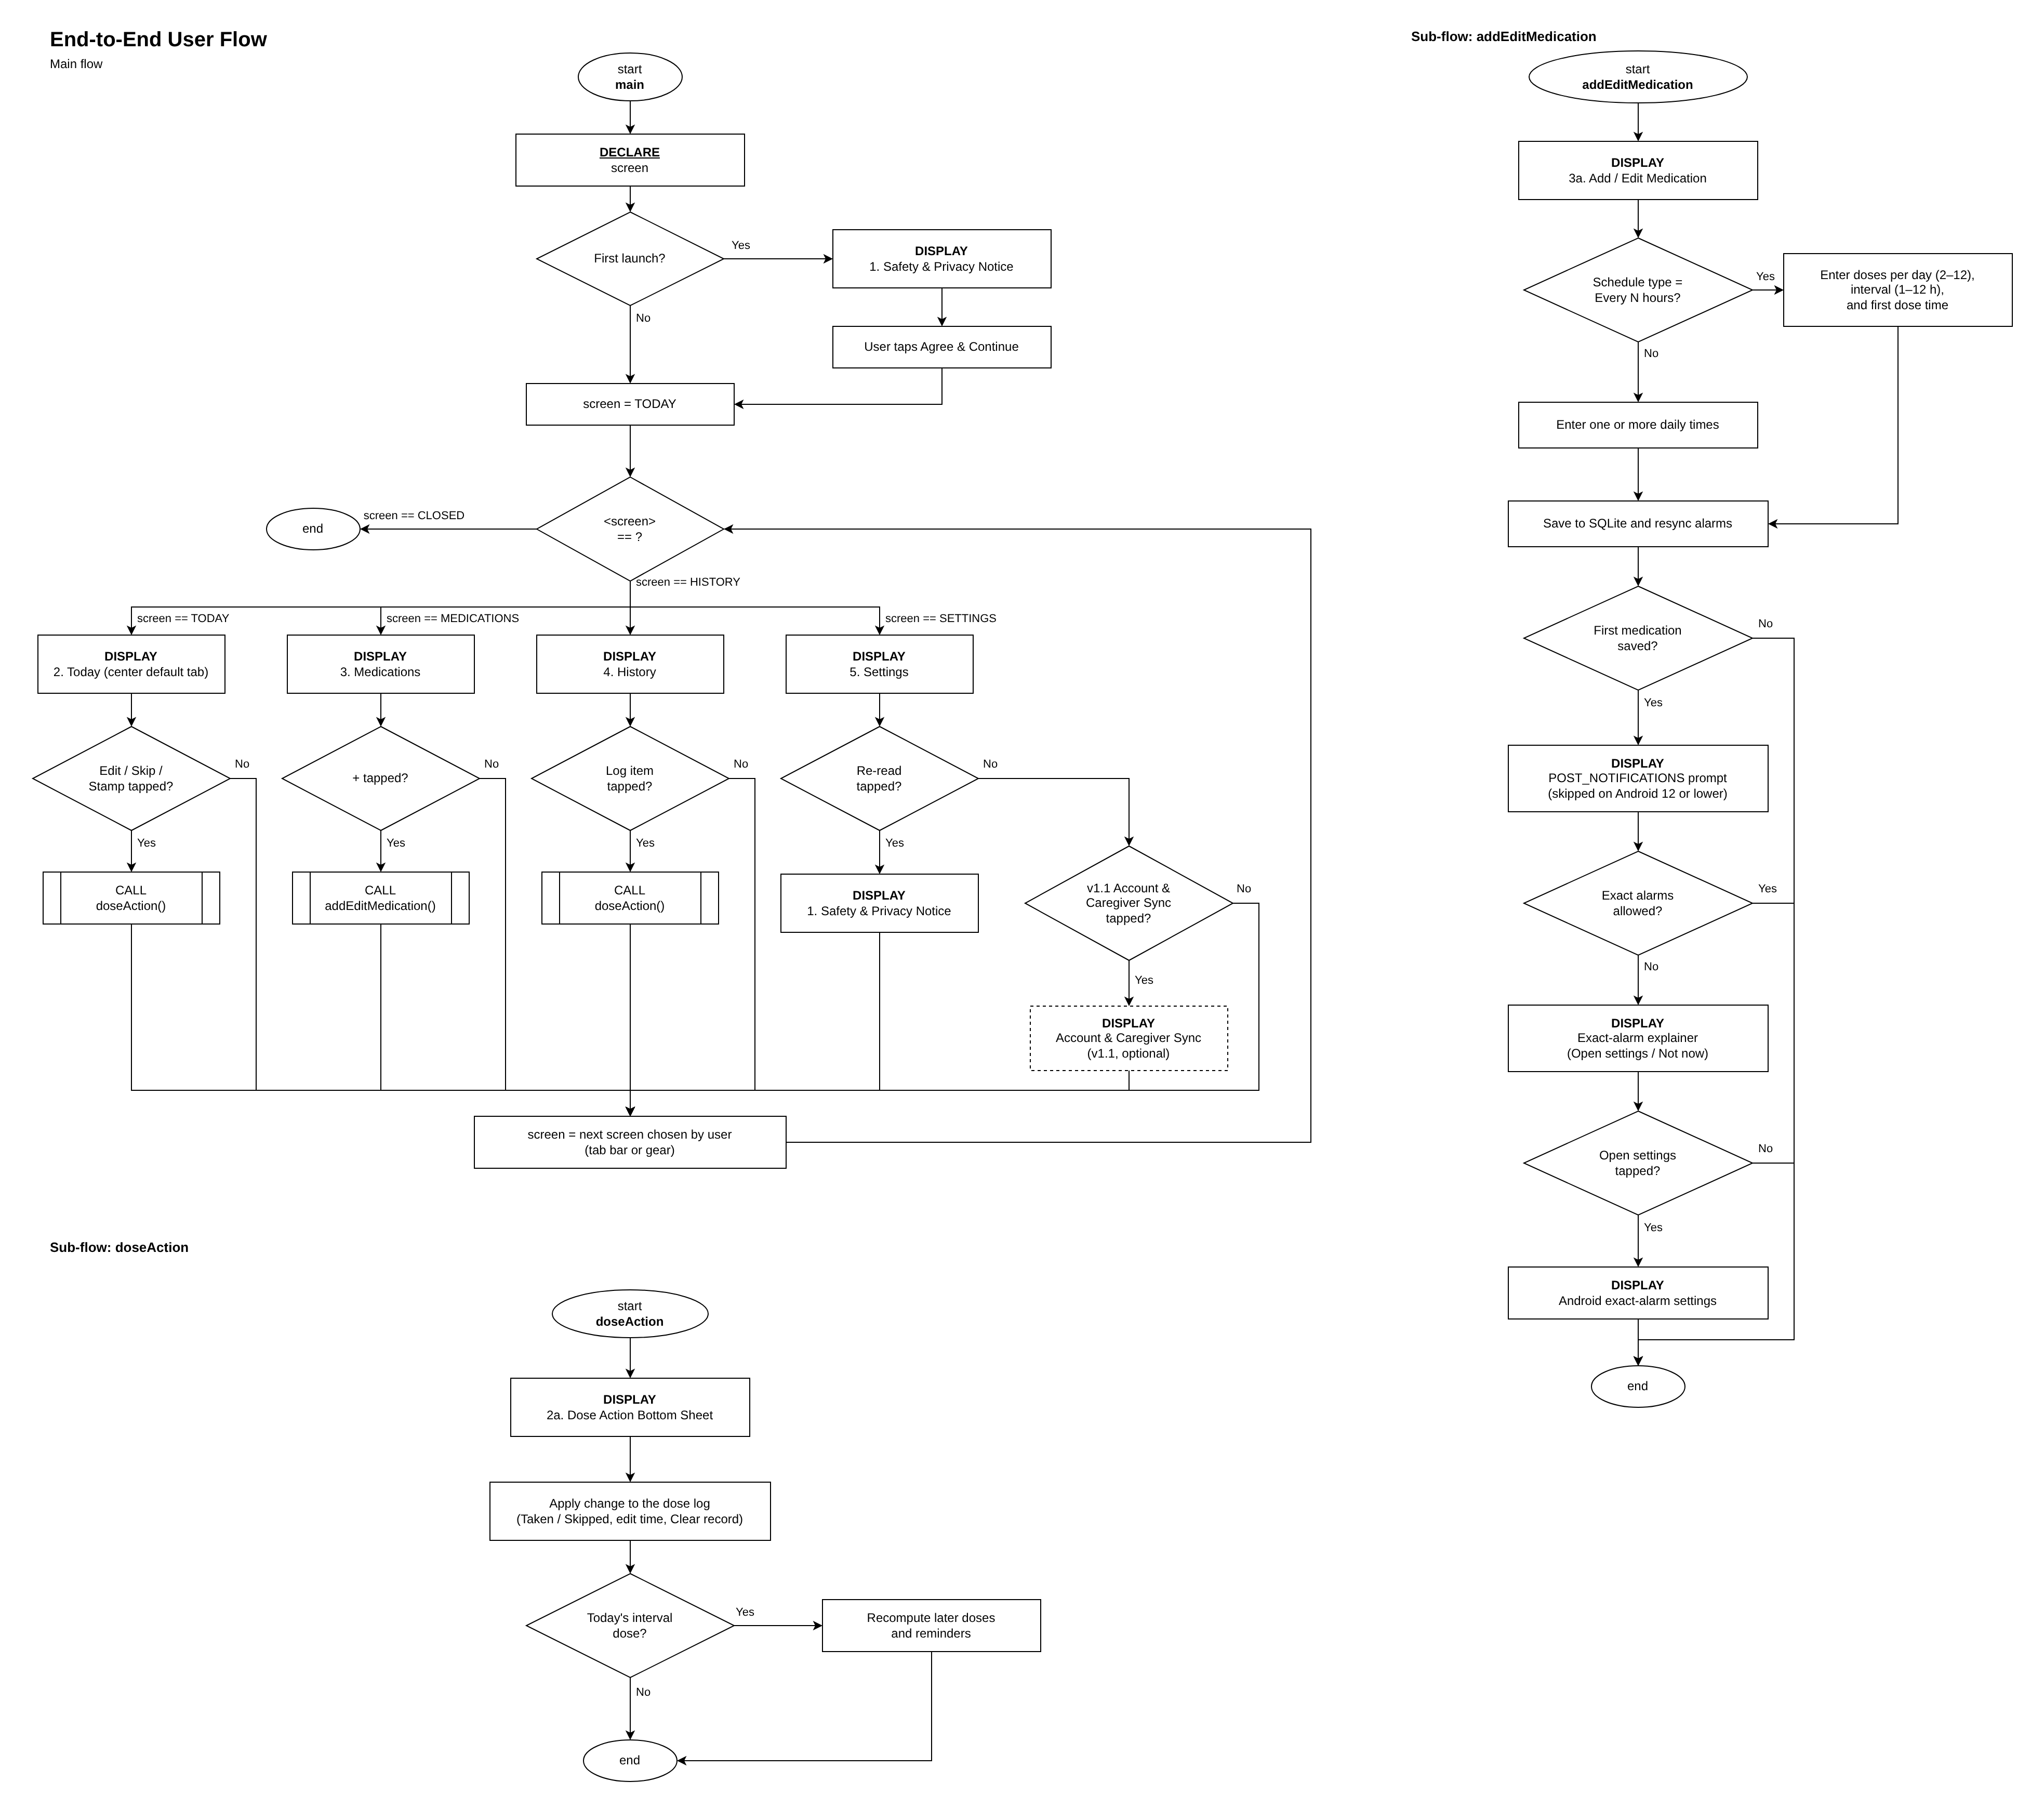 End-to-End User Flow
Main flow
start
main
DECLARE
screen
First launch?
Yes
No
DISPLAY
1. Safety & Privacy Notice
User taps Agree & Continue
screen = TODAY
<screen>
== ?
screen == CLOSED
end
screen == HISTORY
screen == TODAY
screen == MEDICATIONS
screen == SETTINGS
DISPLAY
2. Today (center default tab)
DISPLAY
3. Medications
DISPLAY
4. History
DISPLAY
5. Settings
Edit / Skip /
Stamp tapped?
No
Yes
+ tapped?
No
Yes
Log item
tapped?
No
Yes
Re-read
tapped?
No
Yes
CALL
doseAction()
CALL
addEditMedication()
CALL
doseAction()
DISPLAY
1. Safety & Privacy Notice
v1.1 Account &
Caregiver Sync
tapped?
No
Yes
DISPLAY
Account & Caregiver Sync
(v1.1, optional)
screen = next screen chosen by user
(tab bar or gear)
Sub-flow: doseAction
start
doseAction
DISPLAY
2a. Dose Action Bottom Sheet
Apply change to the dose log
(Taken / Skipped, edit time, Clear record)
Today's interval
dose?
Yes
No
Recompute later doses
and reminders
end
Sub-flow: addEditMedication
start
addEditMedication
DISPLAY
3a. Add / Edit Medication
Schedule type =
Every N hours?
Yes
No
Enter doses per day (2–12),
interval (1–12 h),
and first dose time
Enter one or more daily times
Save to SQLite and resync alarms
First medication
saved?
No
Yes
DISPLAY
POST_NOTIFICATIONS prompt
(skipped on Android 12 or lower)
Exact alarms
allowed?
Yes
No
DISPLAY
Exact-alarm explainer
(Open settings / Not now)
Open settings
tapped?
No
Yes
DISPLAY
Android exact-alarm settings
end